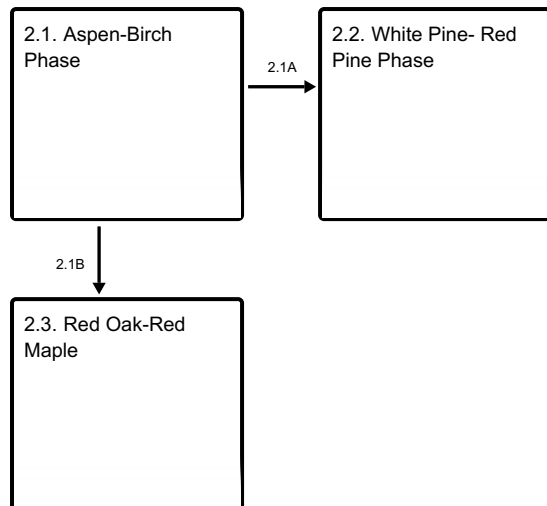 2.1. Aspen-Birch
Phase
2.1A
2.2. White Pine- Red
Pine Phase
2.1B
2.3. Red Oak-Red
Maple